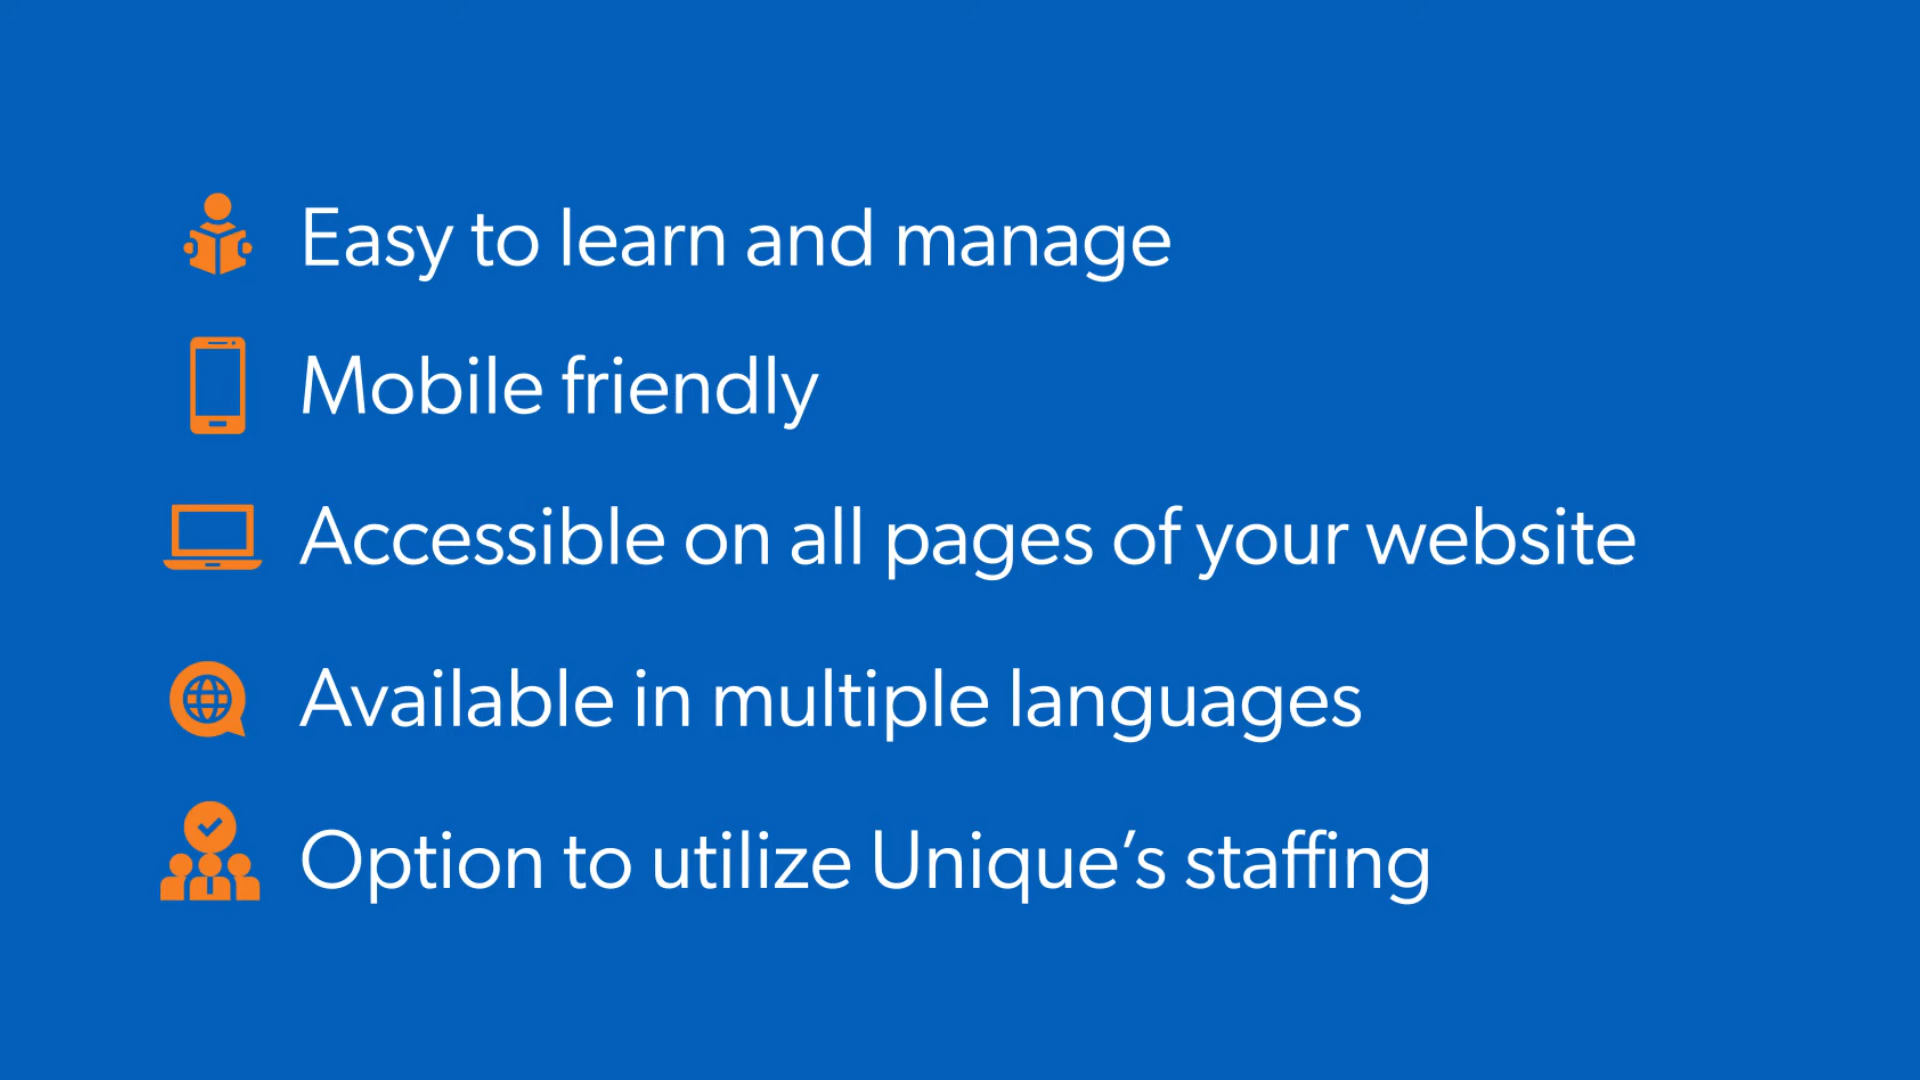 Easy to learn and manage
Mobile friendly
Accessible on all pages of your website
Available in multiple languages
Option to utilize Unique’s staffing